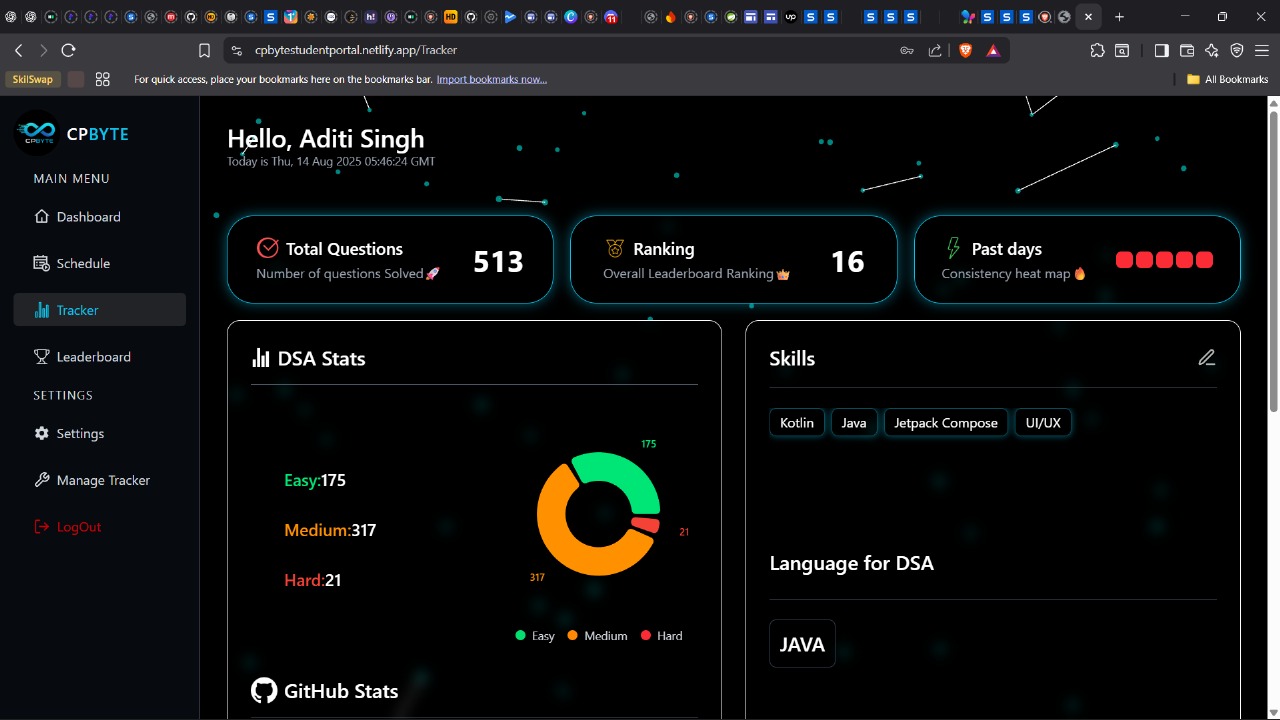 cpbytestudentportal.netlify.app/Tracker
SkilSwap
For quick access, place your bookmarks here on the bookmarks bar. Import bookmarks now...
All Bookmarks
CPBYTE
CPBYTE
MAIN MENU
Dashboard
Schedule
Tracker
Leaderboard
SETTINGS
Settings
Manage Tracker
LogOut
Hello, Aditi Singh
Today is Thu, 14 Aug 2025 05:46:24 GMT
Total Questions
Number of questions Solved🚀
513
Ranking
Overall Leaderboard Ranking👑
16
Past days
Consistency heat map🔥
DSA Stats
Easy:175
Medium:317
Hard:21
175
21
317
Easy
Medium
Hard
GitHub Stats
Skills
Kotlin
Java
Jetpack Compose
UI/UX
Language for DSA
JAVA